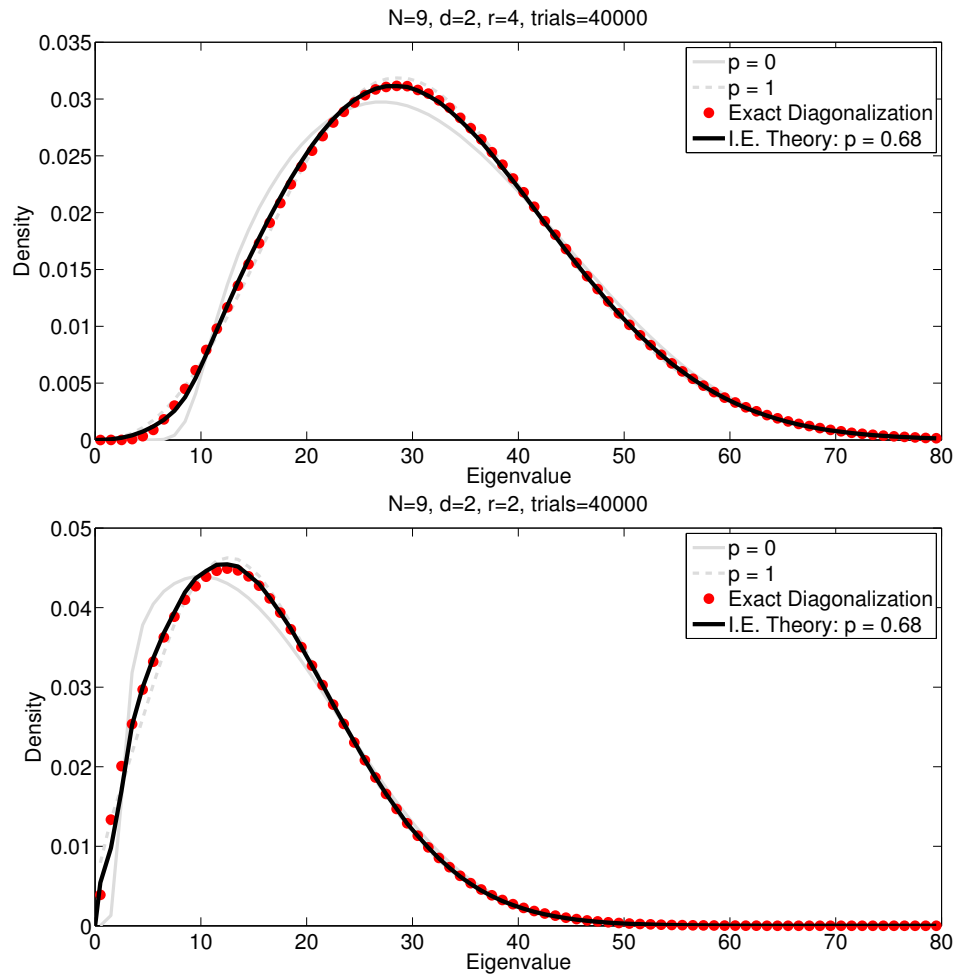 N=9, d=2, r=4, trials=40000
0.035
0.03
0.025
0.02
0.015
0.01
0.005
0
Density
p = 0
p = 1
Exact Diagonalization
I.E. Theory: p = 0.68
0 10 20 30 40 50 60 70 80
Eigenvalue
N=9, d=2, r=2, trials=40000
0.05
0.04
0.03
0.02
0.01
0
Density
p = 0
p = 1
Exact Diagonalization
I.E. Theory: p = 0.68
0 10 20 30 40 50 60 70 80
Eigenvalue